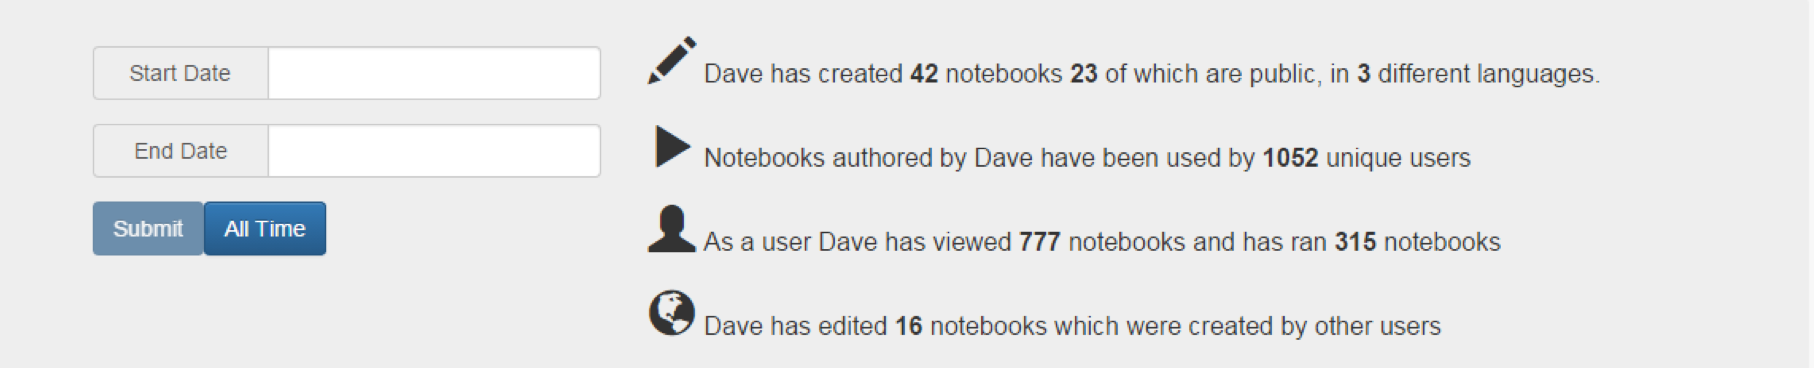 Start Date
End Date
Submit All Time
Dave has created 42 notebooks 23 of which are public, in 3 different languages.
Notebooks authored by Dave have been used by 1052 unique users
As a user Dave has viewed 777 notebooks and has ran 315 notebooks
Dave has edited 16 notebooks which were created by other users